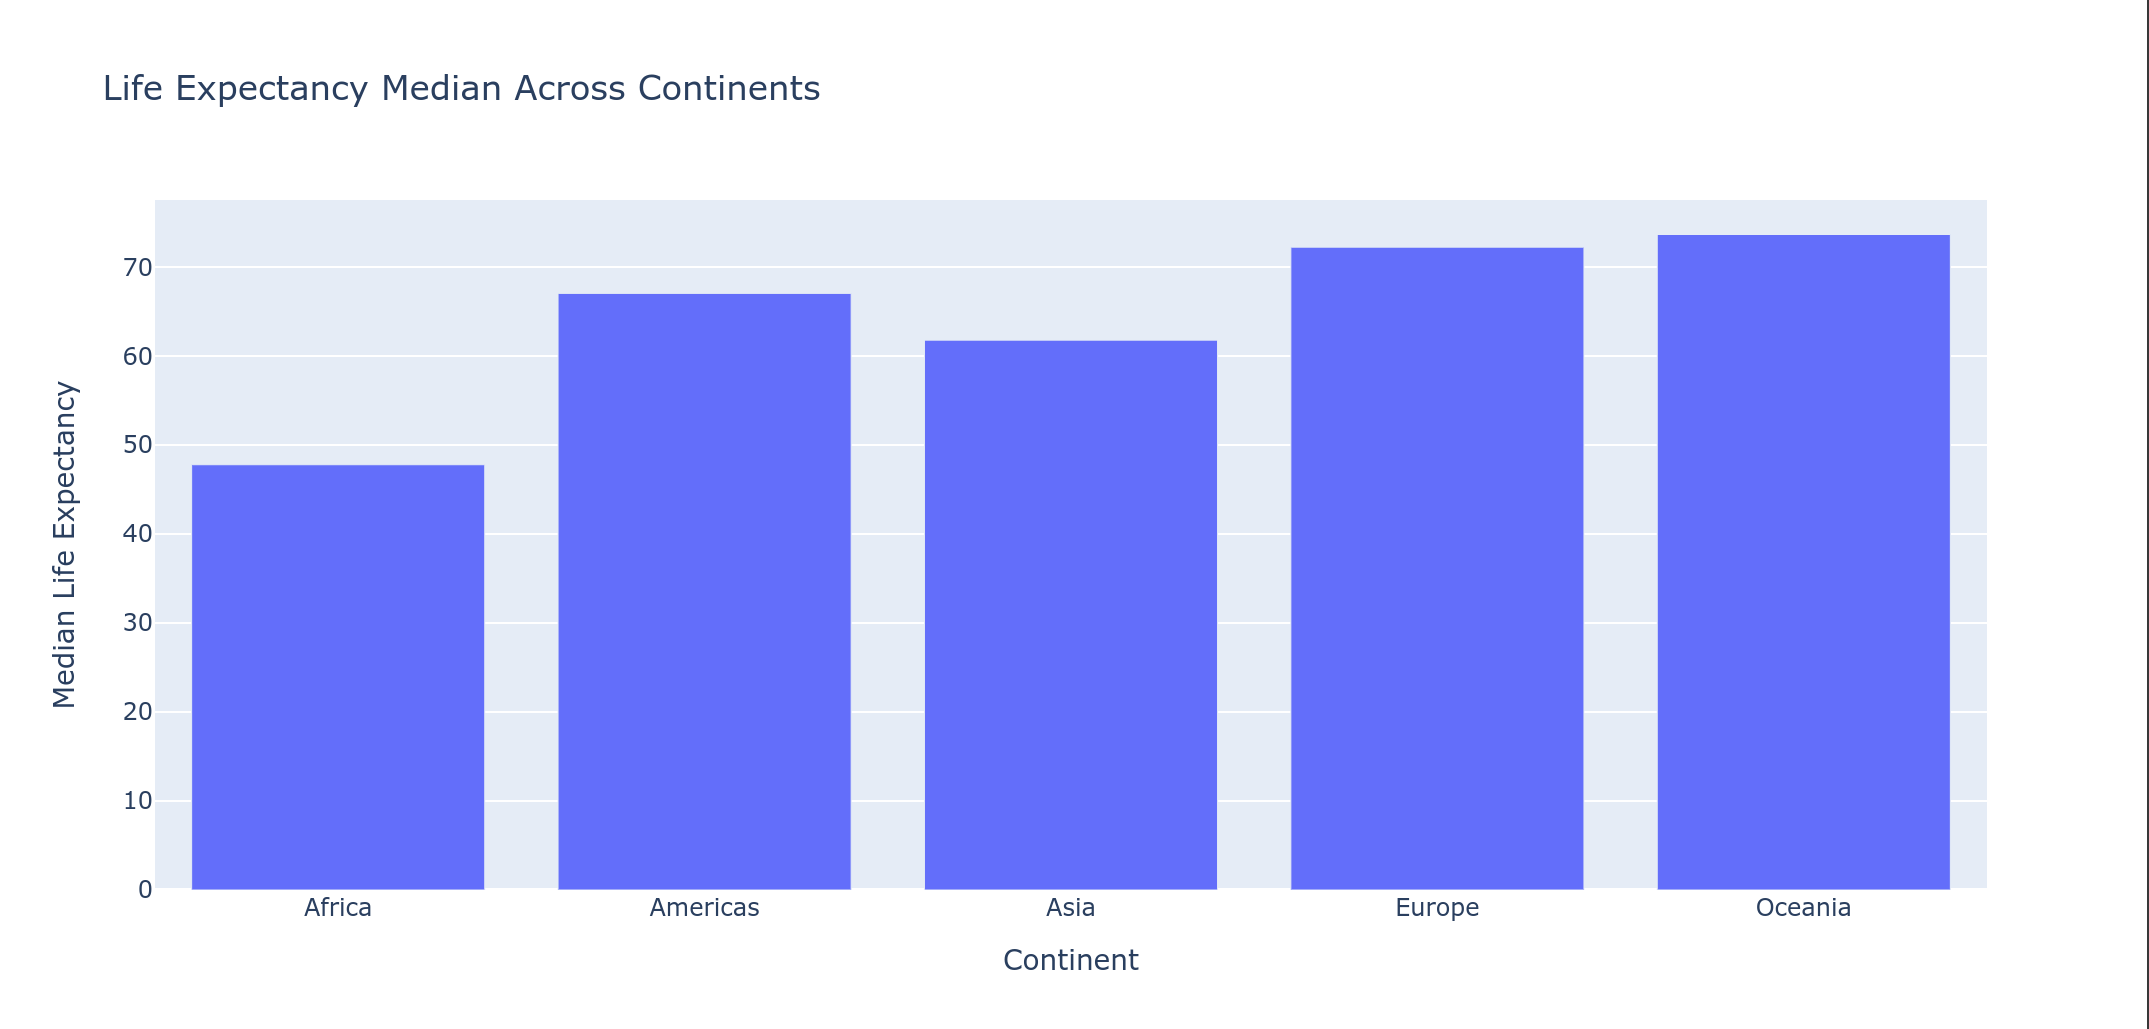 Life Expectancy Median Across Continents
Median Life Expectancy
70
60
50
40
30
20
10
0
Africa Americas Asia Europe Oceania
Continent